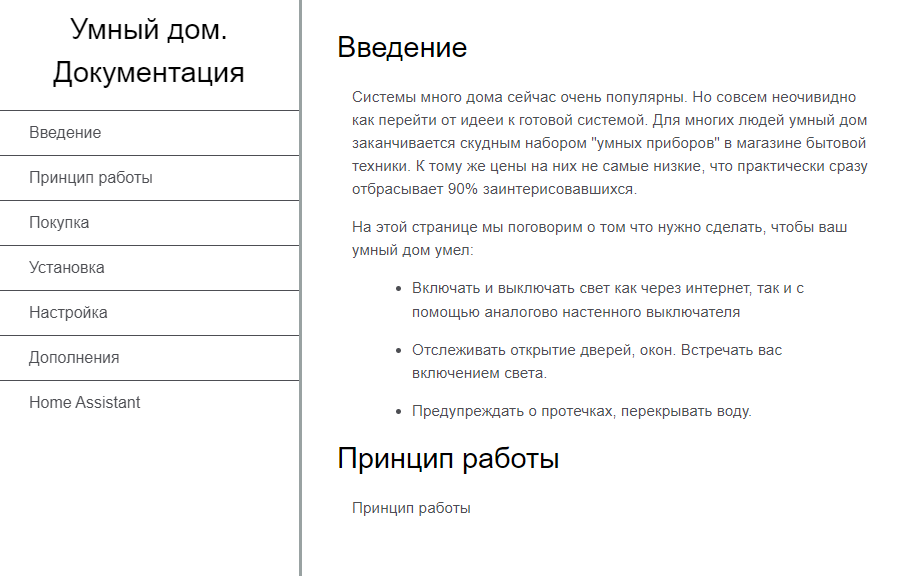 Умный дом.
Документация
Введение
Принцип работы
Покупка
Установка
Настройка
Дополнения
Home Assistant
Введение
Системы много дома сейчас очень популярны. Но совсем неочивидно
как перейти от идееи к готовой системой. Для многих людей умный дом
заканчивается скудным набором "умных приборов" в магазине бытовой
техники. К тому же цены на них не самые низкие, что практически сразу
отбрасывает 90% заинтерисовавшихся.
На этой странице мы поговорим о том что нужно сделать, чтобы ваш
умный дом умел:
• Включать и выключать свет как через интернет, так и с
помощью аналогово настенного выключателя
• Отслеживать открытие дверей, окон. Встречать вас
включением света.
• Предупреждать о протечках, перекрывать воду.
Принцип работы
Принцип работы